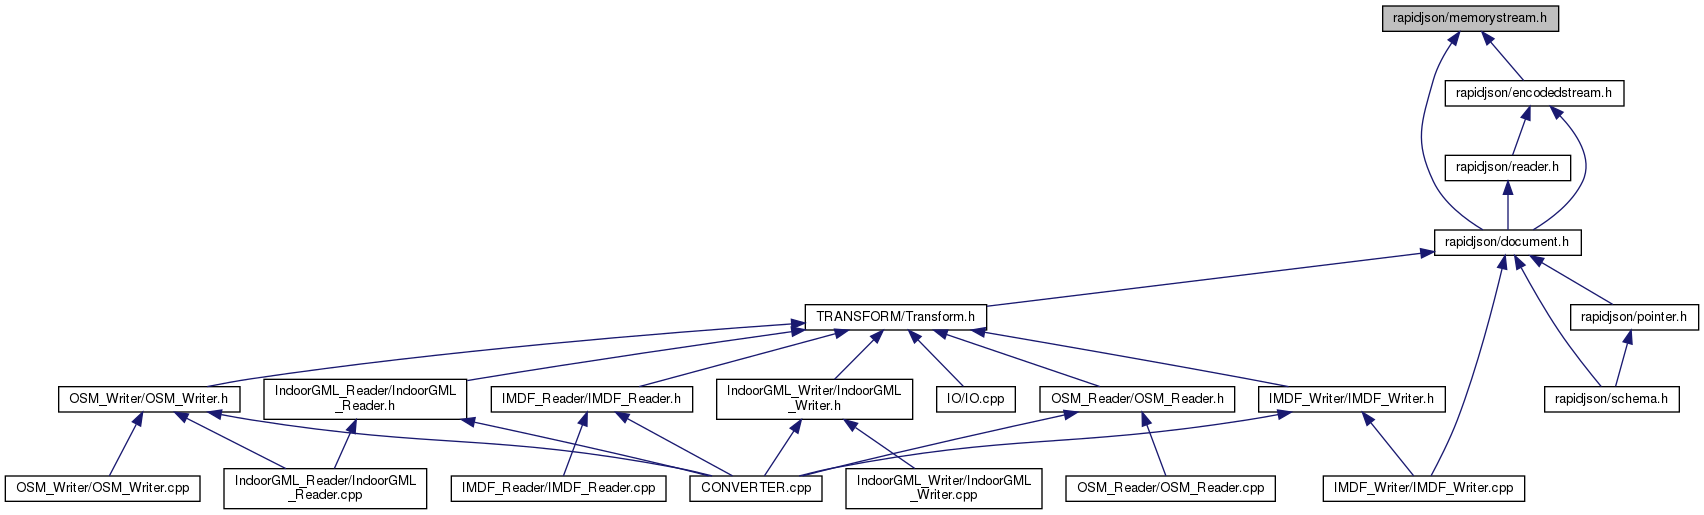 rapidjson/memorystream.h
rapidjson/encodedstream.h
rapidjson/reader.h
rapidjson/document.h
TRANSFORM/Transform.h
rapidjson/pointer.h
OSM_Writer/OSM_Writer.h
IndoorGML_Reader/IndoorGML
_Reader.h
IMDF_Reader/IMDF_Reader.h
IndoorGML_Writer/IndoorGML
_Writer.h
IO/IO.cpp
OSM_Reader/OSM_Reader.h
IMDF_Writer/IMDF_Writer.h
rapidjson/schema.h
OSM_Writer/OSM_Writer.cpp
IndoorGML_Reader/IndoorGML
_Reader.cpp
IMDF_Reader/IMDF_Reader.cpp
CONVERTER.cpp
IndoorGML_Writer/IndoorGML
_Writer.cpp
OSM_Reader/OSM_Reader.cpp
IMDF_Writer/IMDF_Writer.cpp